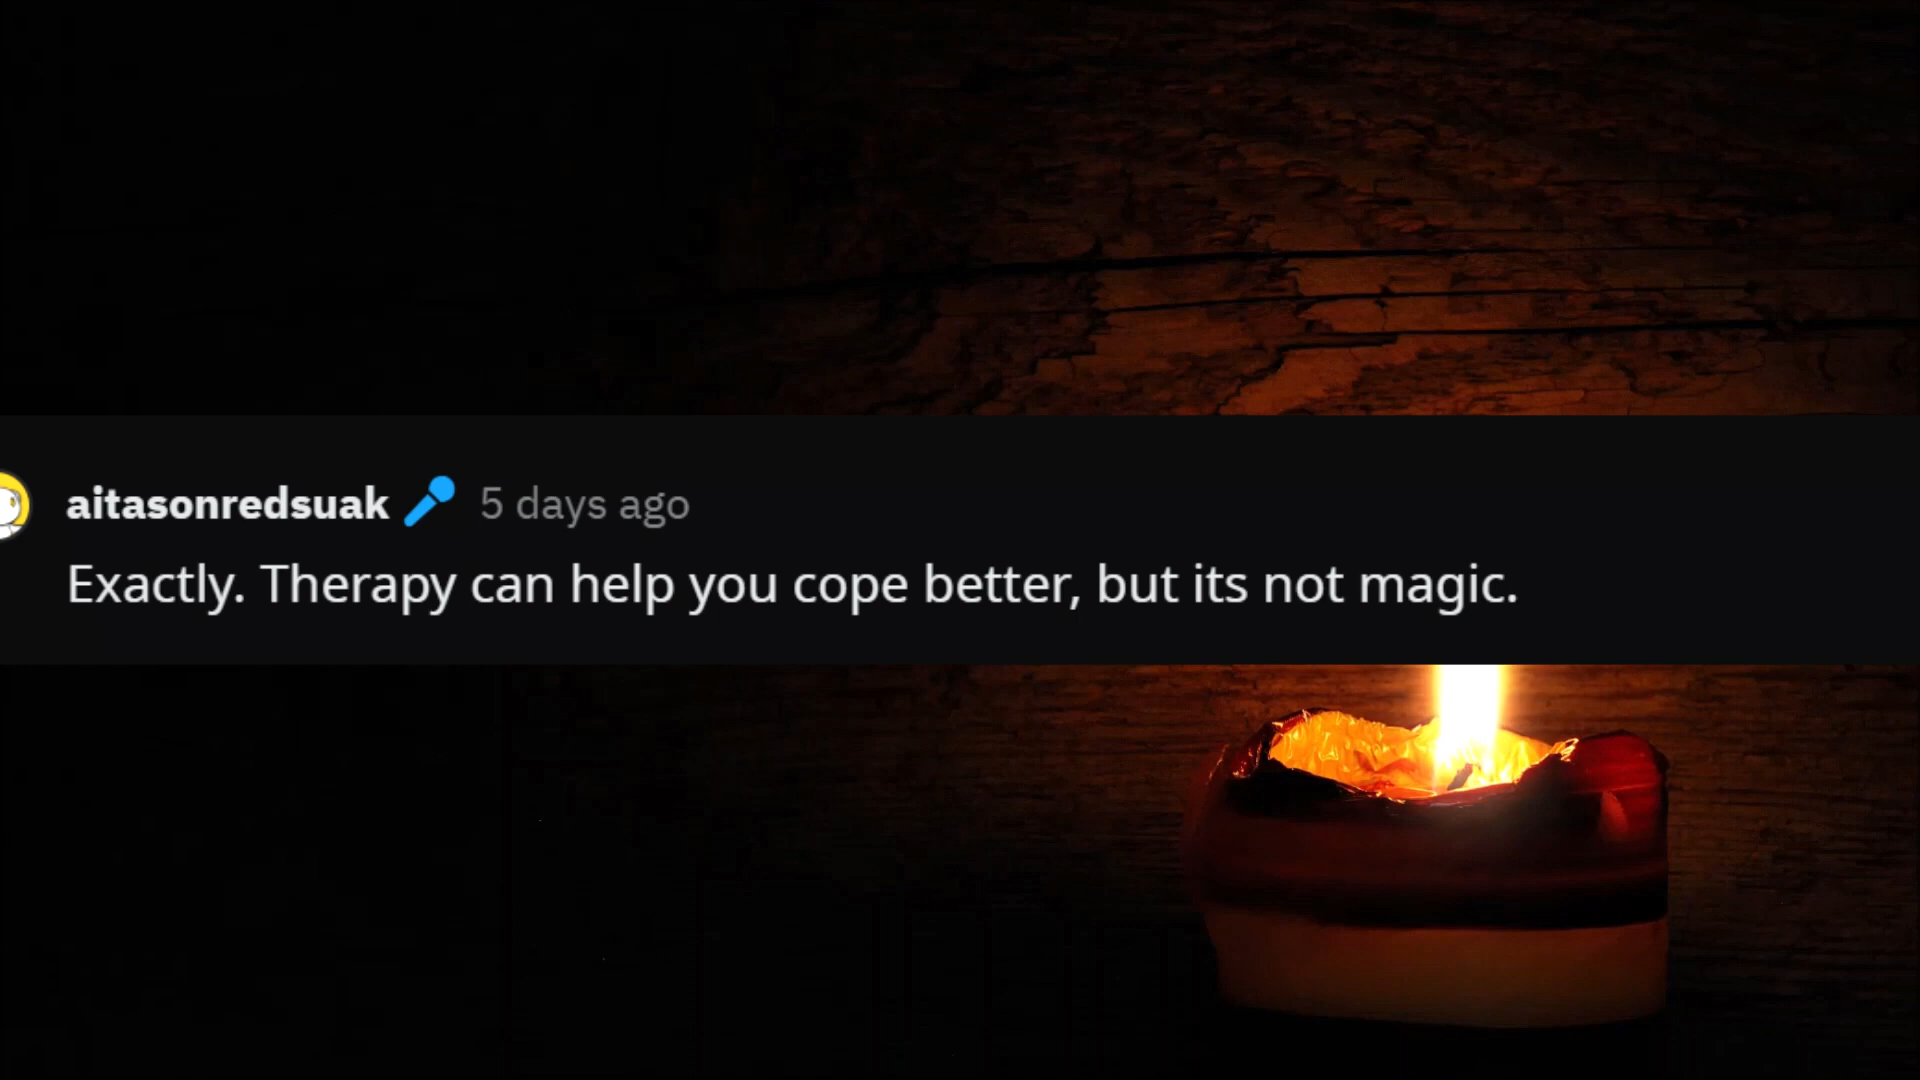 aitasonredsuak 5 days ago
Exactly. Therapy can help you cope better, but its not magic.